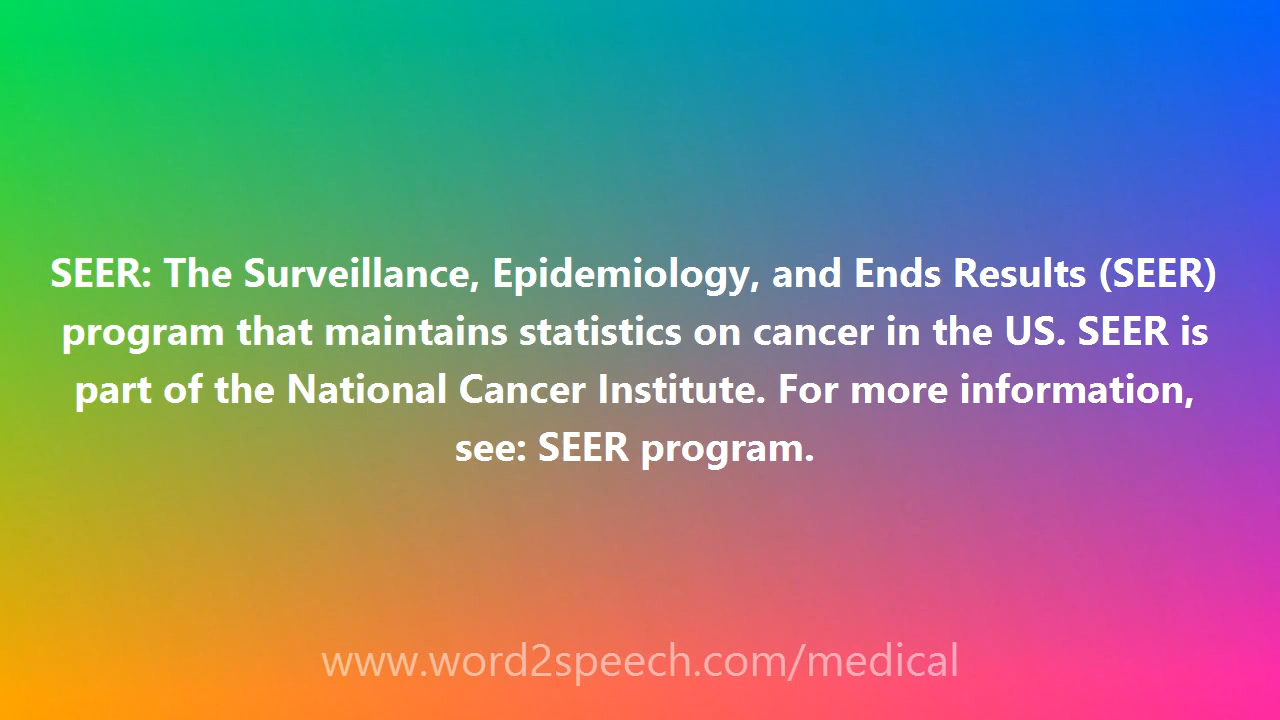 SEER: The Surveillance, Epidemiology, and Ends Results (SEER)
program that maintains statistics on cancer in the US. SEER is
part of the National Cancer Institute. For more information,
see: SEER program.
www.word2speech.com/medical